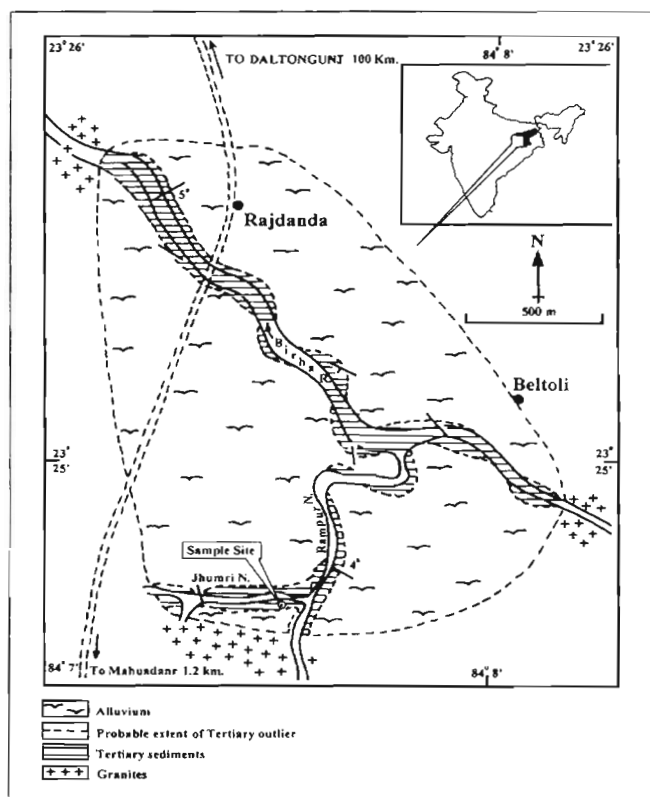 23° 26'
TO DALTONGUNJ 100 Km.
84° 8'
23° 26'
5°
Rajdanda
N
500 m
Birha R.
Beltoli
23° 25'
23° 25'
Rampur N.
Sample Site
Jhumri N.
4°
84° 7'
To Mahuadanr 1.2 km.
84° 8'
Alluvium
Probable extent of Tertiary outlier
Tertiary sediments
Granites